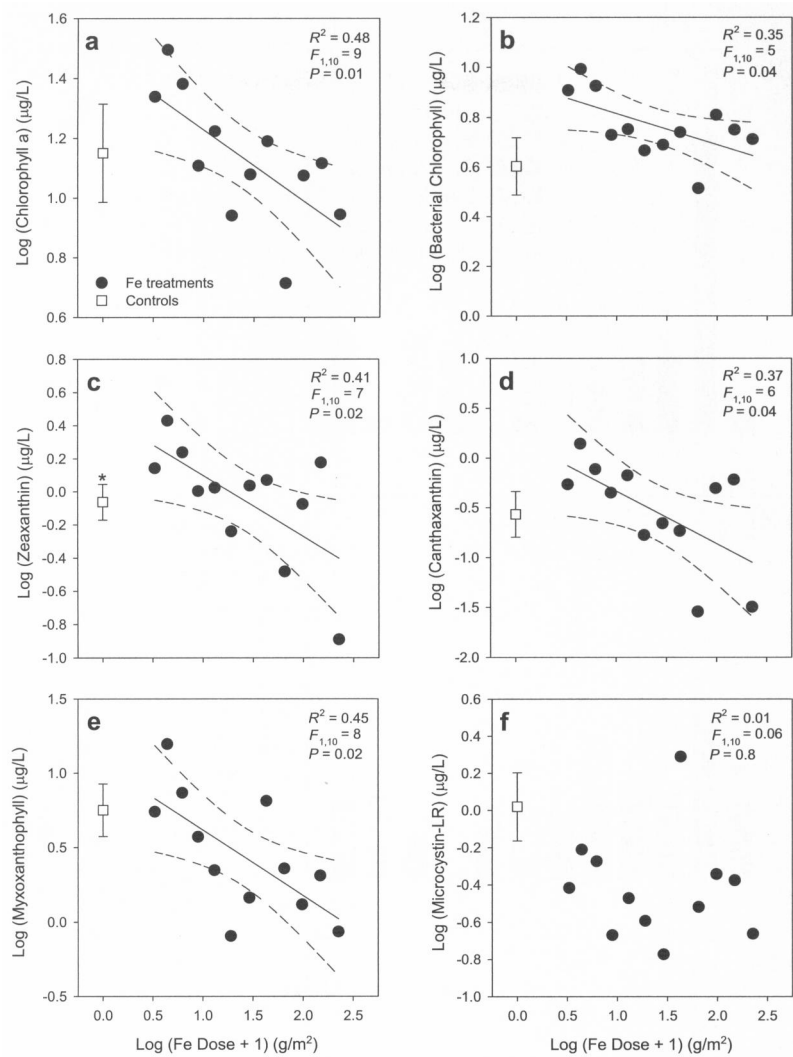 a
R² = 0.48
F₁,₁₀ = 9
P = 0.01
1.6
1.4
1.2
1.0
0.8
0.6
Log (Chlorophyll a) (µg/L)
Fe treatments
Controls
b
R² = 0.35
F₁,₁₀ = 5
P = 0.04
1.2
1.0
0.8
0.6
0.4
0.2
0.0
Log (Bacterial Chlorophyll) (µg/L)
c
R² = 0.41
F₁,₁₀ = 7
P = 0.02
0.8
0.6
0.4
0.2
0.0
-0.2
-0.4
-0.6
-0.8
-1.0
*
Log (Zeaxanthin) (µg/L)
d
R² = 0.37
F₁,₁₀ = 6
P = 0.04
1.0
0.5
0.0
-0.5
-1.0
-1.5
-2.0
Log (Canthaxanthin) (µg/L)
e
R² = 0.45
F₁,₁₀ = 8
P = 0.02
1.5
1.0
0.5
0.0
-0.5
Log (Myxoxanthophyll) (µg/L)
0.0 0.5 1.0 1.5 2.0 2.5
Log (Fe Dose + 1) (g/m²)
f
R² = 0.01
F₁,₁₀ = 0.06
P = 0.8
0.6
0.4
0.2
0.0
-0.2
-0.4
-0.6
-0.8
-1.0
Log (Microcystin-LR) (µg/L)
0.0 0.5 1.0 1.5 2.0 2.5
Log (Fe Dose + 1) (g/m²)